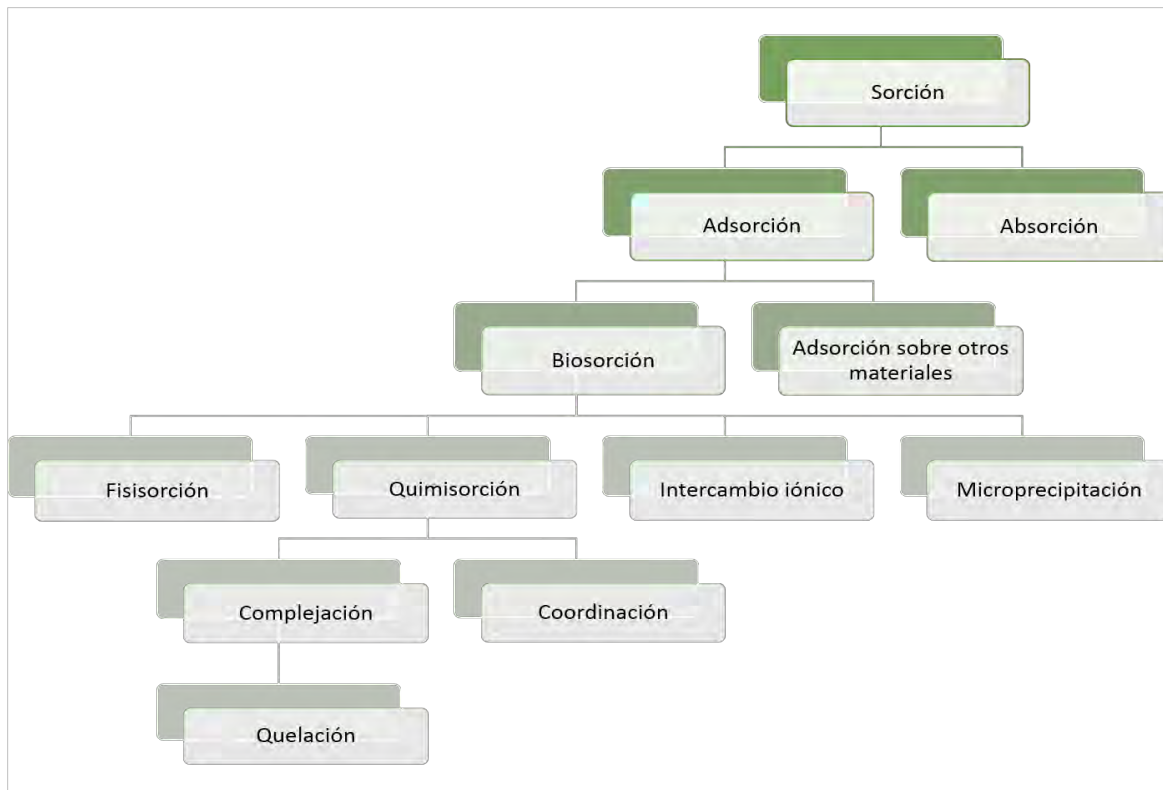 Sorción
Adsorción
Absorción
Biosorción
Adsorción sobre otros
materiales
Fisisorción
Quimisorción
Intercambio iónico
Microprecipitación
Complejación
Coordinación
Quelación